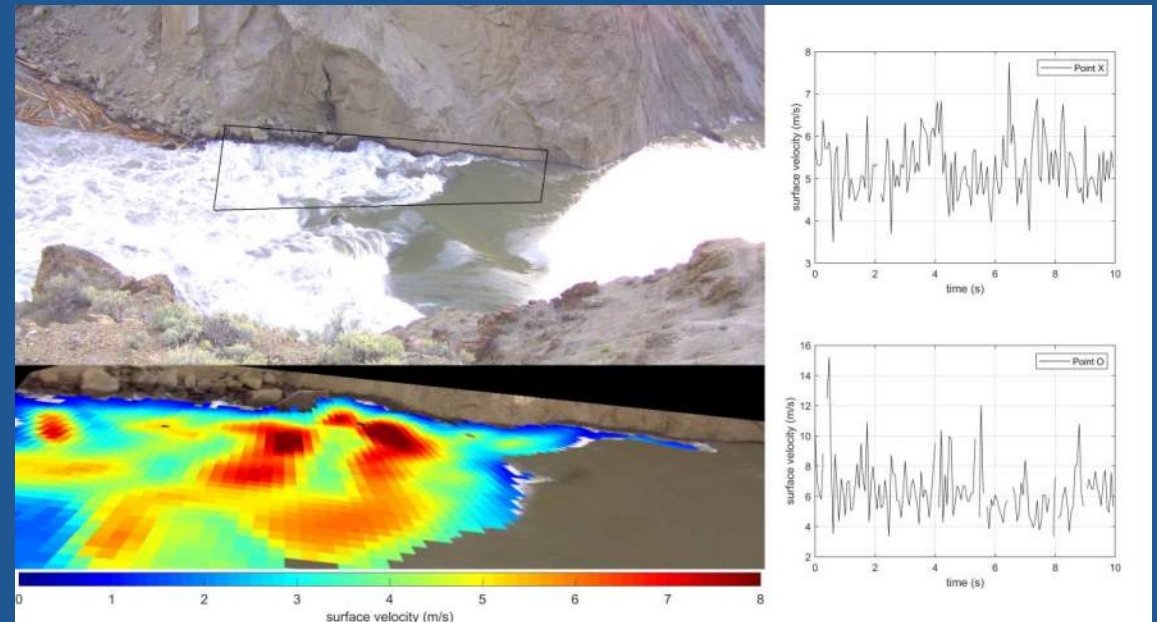 Point X
8
7
6
5
4
3
surface velocity (m/s)
0 2 4 6 8 10
time (s)
Point O
16
14
12
10
8
6
4
2
surface velocity (m/s)
0 2 4 6 8 10
time (s)
0 1 2 3 4 5 6 7 8
surface velocity (m/s)